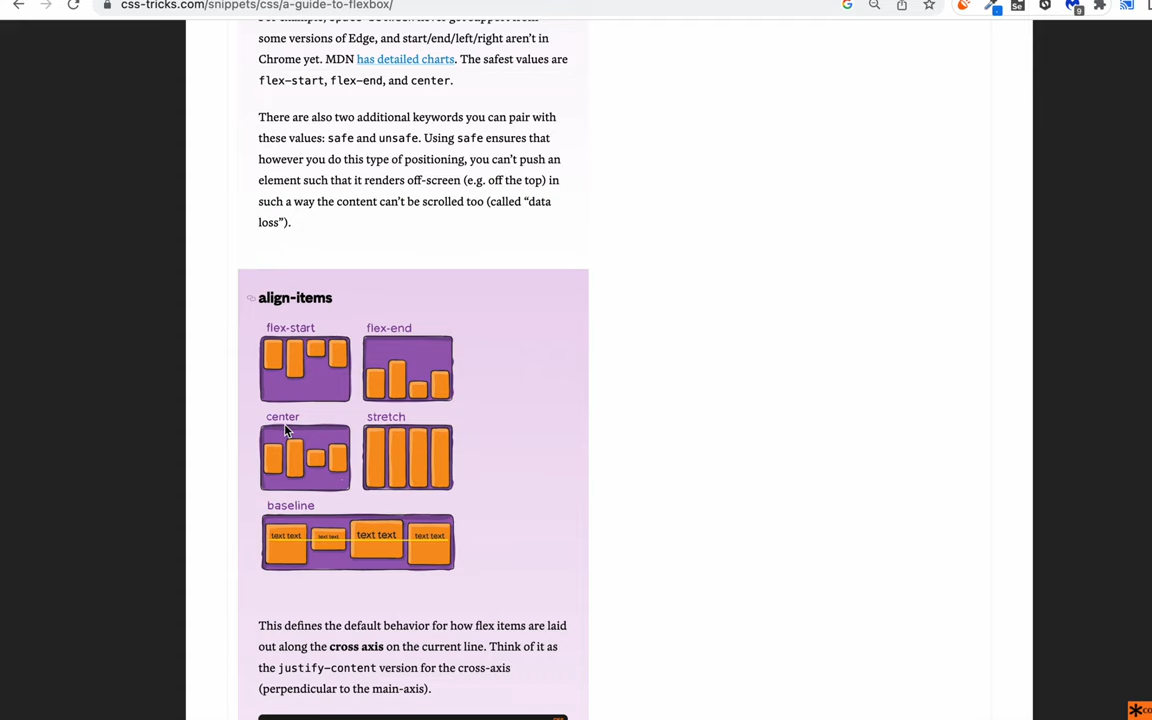 css-tricks.com/snippets/css/a-guide-to-flexbox/
some versions of Edge, and start/end/left/right aren't in
Chrome yet. MDN has detailed charts. The safest values are
flex-start, flex-end, and center.
There are also two additional keywords you can pair with
these values: safe and unsafe. Using safe ensures that
however you do this type of positioning, you can't push an
element such that it renders off-screen (e.g. off the top) in
such a way the content can't be scrolled too (called “data
loss”).
align-items
flex-start
flex-end
center
stretch
baseline
text text
text text
text text
text text
This defines the default behavior for how flex items are laid
out along the cross axis on the current line. Think of it as
the justify-content version for the cross-axis
(perpendicular to the main-axis).